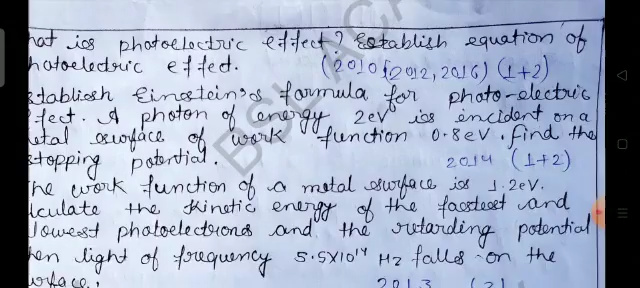 hat is photoelectric effect? Establish equation of
hotoelectric effect. (2010, 2012, 2016) (1+2)
stablish Einstein's formula for photo-electric
fect. A photon of energy 2eV is incident on a
etal surface of work function 0.8eV. find the
stopping potential. 2014 (1+2)
he work function of a metal surface is 1.2eV.
lculate the kinetic energy of the fastest and
lowest photoelectrons and the retarding potential
hen light of frequency 5.5X10¹⁴ Hz falls on the
urface. 2013 (2)